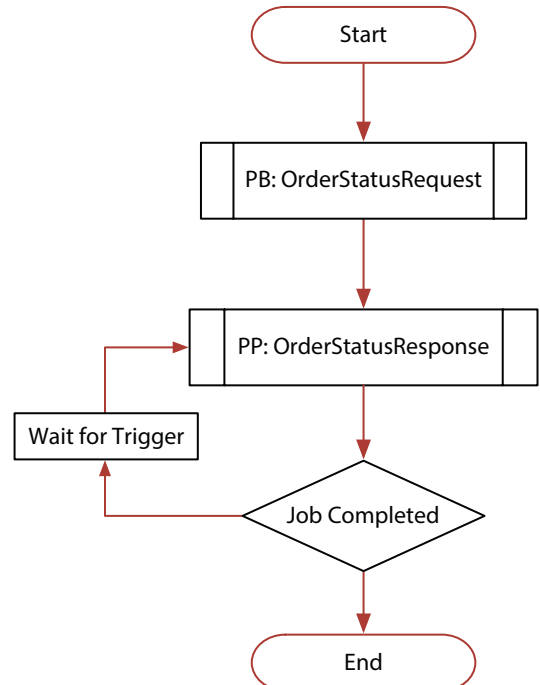 Start
PB: OrderStatusRequest
PP: OrderStatusResponse
Wait for Trigger
Job Completed
End